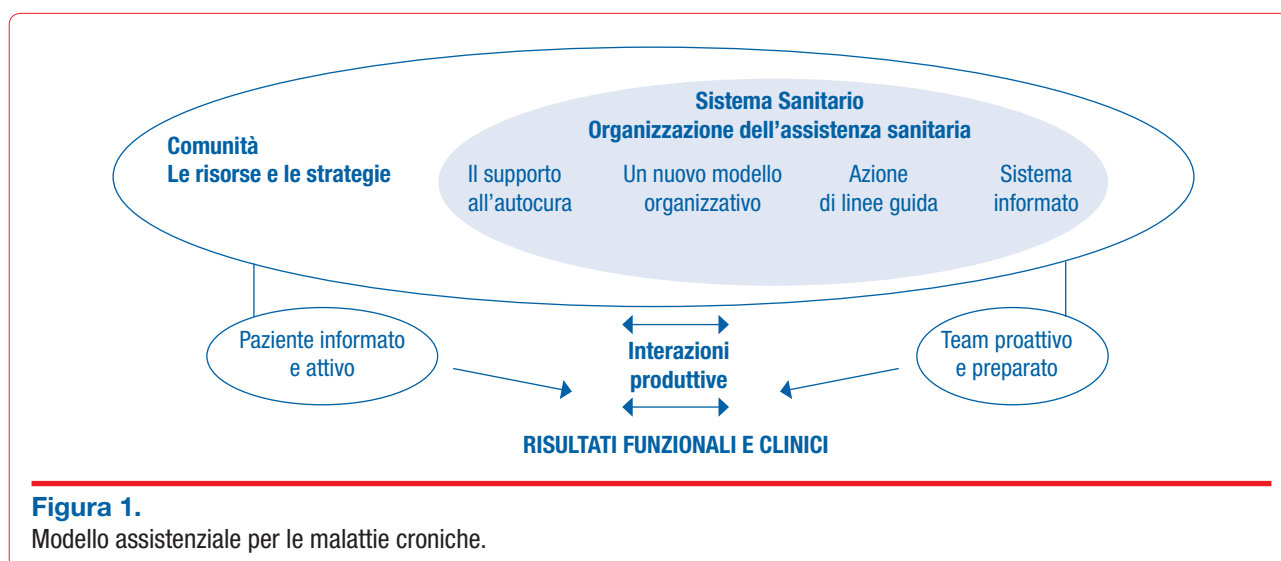 Sistema Sanitario
Organizzazione dell'assistenza sanitaria
Comunità
Le risorse e le strategie
Il supporto
all'autocura
Un nuovo modello
organizzativo
Azione
di linee guida
Sistema
informato
Paziente informato
e attivo
Interazioni
produttive
Team proattivo
e preparato
RISULTATI FUNZIONALI E CLINICI
Figura 1.
Modello assistenziale per le malattie croniche.